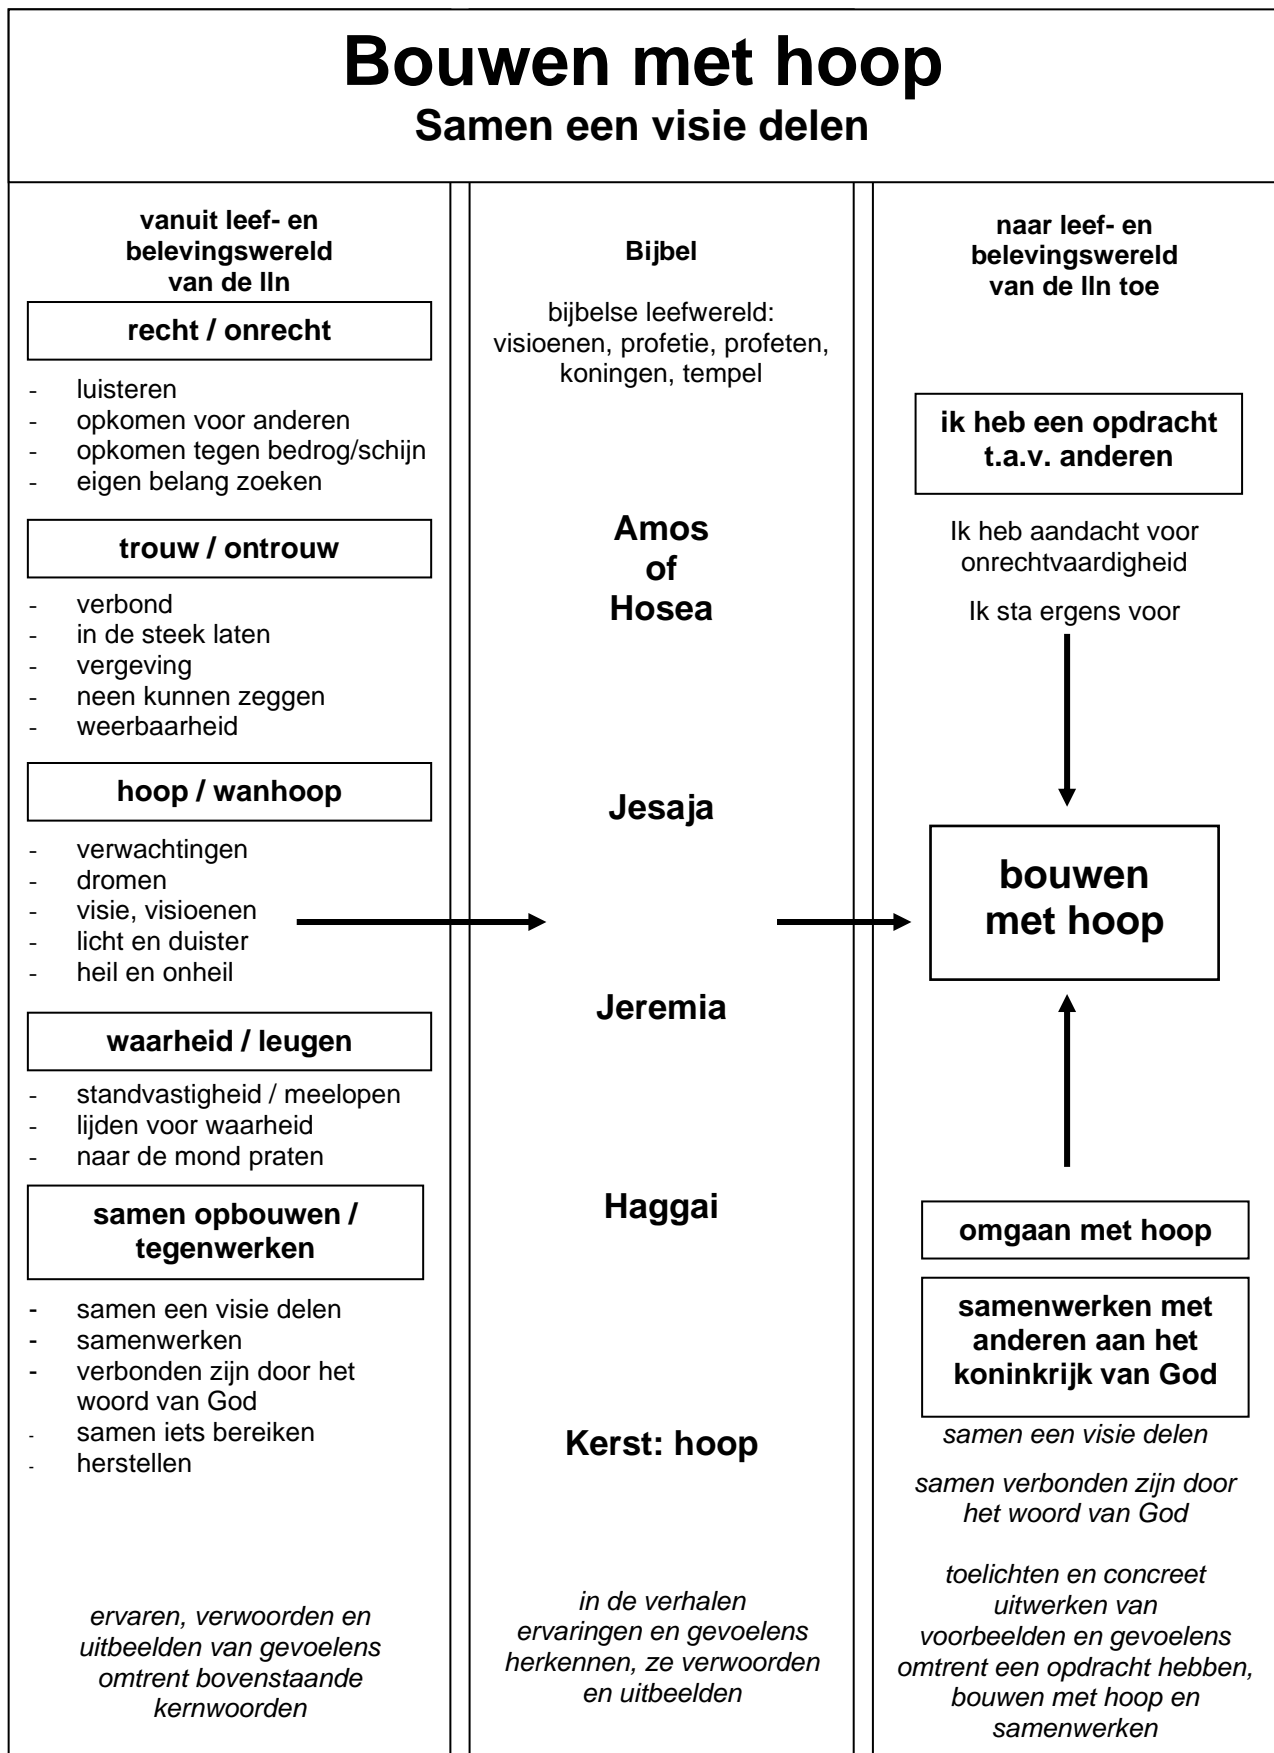 Bouwen met hoop
Samen een visie delen
vanuit leef- en
belevingswereld
van de lln
recht / onrecht
- luisteren
- opkomen voor anderen
- opkomen tegen bedrog/schijn
- eigen belang zoeken
trouw / ontrouw
- verbond
- in de steek laten
- vergeving
- neen kunnen zeggen
- weerbaarheid
hoop / wanhoop
- verwachtingen
- dromen
- visie, visioenen
- licht en duister
- heil en onheil
waarheid / leugen
- standvastigheid / meelopen
- lijden voor waarheid
- naar de mond praten
samen opbouwen /
tegenwerken
- samen een visie delen
- samenwerken
- verbonden zijn door het
woord van God
- samen iets bereiken
- herstellen
ervaren, verwoorden en
uitbeelden van gevoelens
omtrent bovenstaande
kernwoorden
Bijbel
bijbelse leefwereld:
visioenen, profetie, profeten,
koningen, tempel
Amos
of
Hosea
Jesaja
Jeremia
Haggai
Kerst: hoop
in de verhalen
ervaringen en gevoelens
herkennen, ze verwoorden
en uitbeelden
naar leef- en
belevingswereld
van de lln toe
ik heb een opdracht
t.a.v. anderen
Ik heb aandacht voor
onrechtvaardigheid
Ik sta ergens voor
bouwen
met hoop
omgaan met hoop
samenwerken met
anderen aan het
koninkrijk van God
samen een visie delen
samen verbonden zijn door
het woord van God
toelichten en concreet
uitwerken van
voorbeelden en gevoelens
omtrent een opdracht hebben,
bouwen met hoop en
samenwerken